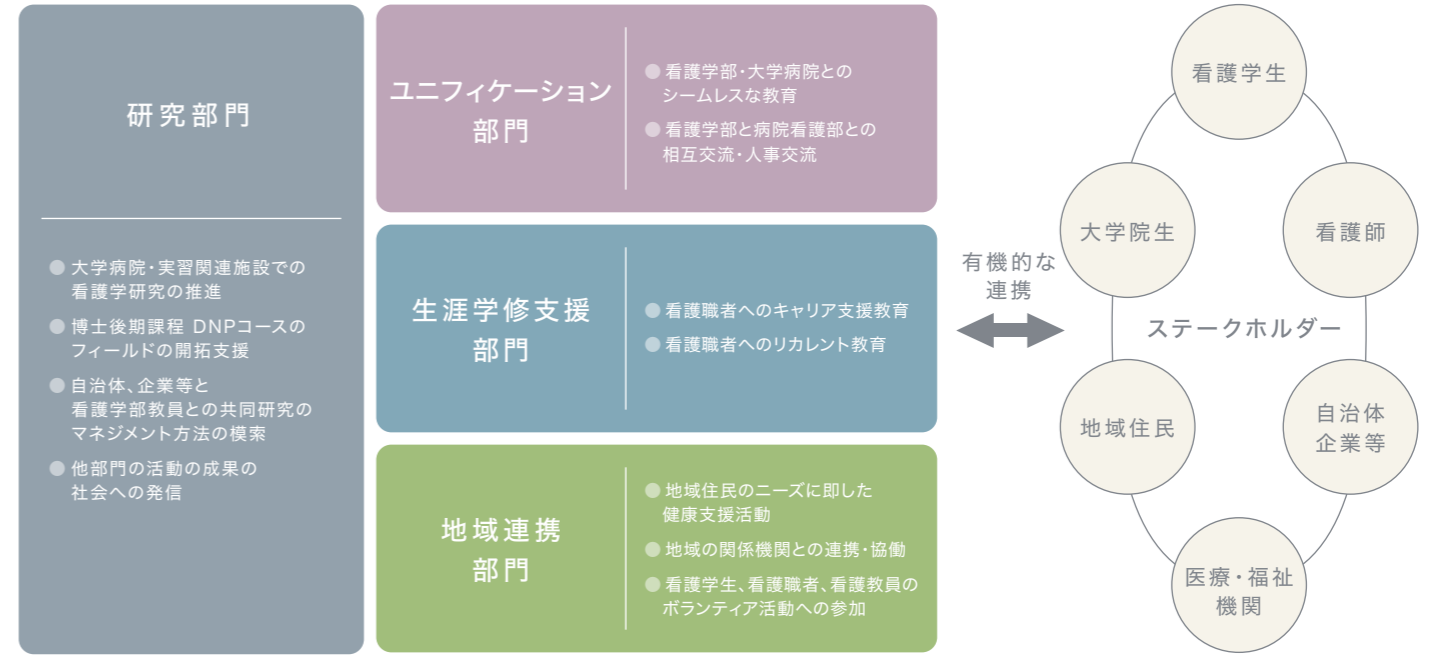 研究部門
● 大学病院・実習関連施設での
看護学研究の推進
● 博士後期課程 DNPコースの
フィールドの開拓支援
● 自治体、企業等と
看護学部教員との共同研究の
マネジメント方法の模索
● 他部門の活動の成果の
社会への発信
ユニフィケーション
部門
● 看護学部・大学病院との
シームレスな教育
● 看護学部と病院看護部との
相互交流・人事交流
生涯学修支援
部門
● 看護職者へのキャリア支援教育
● 看護職者へのリカレント教育
地域連携
部門
● 地域住民のニーズに即した
健康支援活動
● 地域の関係機関との連携・協働
● 看護学生、看護職者、看護教員の
ボランティア活動への参加
有機的な
連携
看護学生
大学院生
看護師
ステークホルダー
地域住民
自治体
企業等
医療・福祉
機関